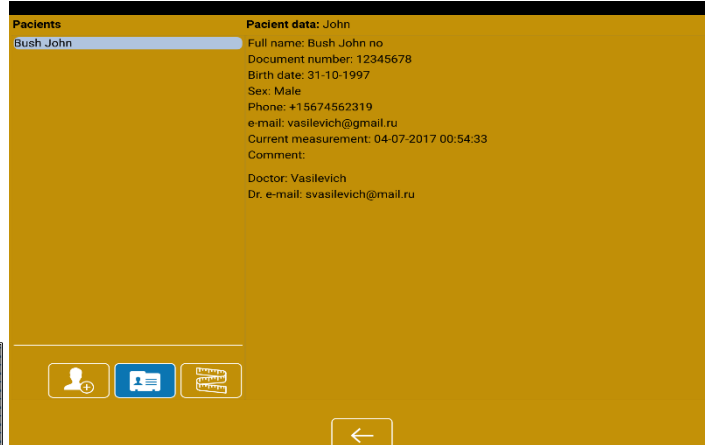 Pacients
Bush John
Pacient data: John
Full name: Bush John no
Document number: 12345678
Birth date: 31-10-1997
Sex: Male
Phone: +15674562319
e-mail: vasilevich@gmail.ru
Current measurement: 04-07-2017 00:54:33
Comment:
Doctor: Vasilevich
Dr. e-mail: svasilevich@mail.ru